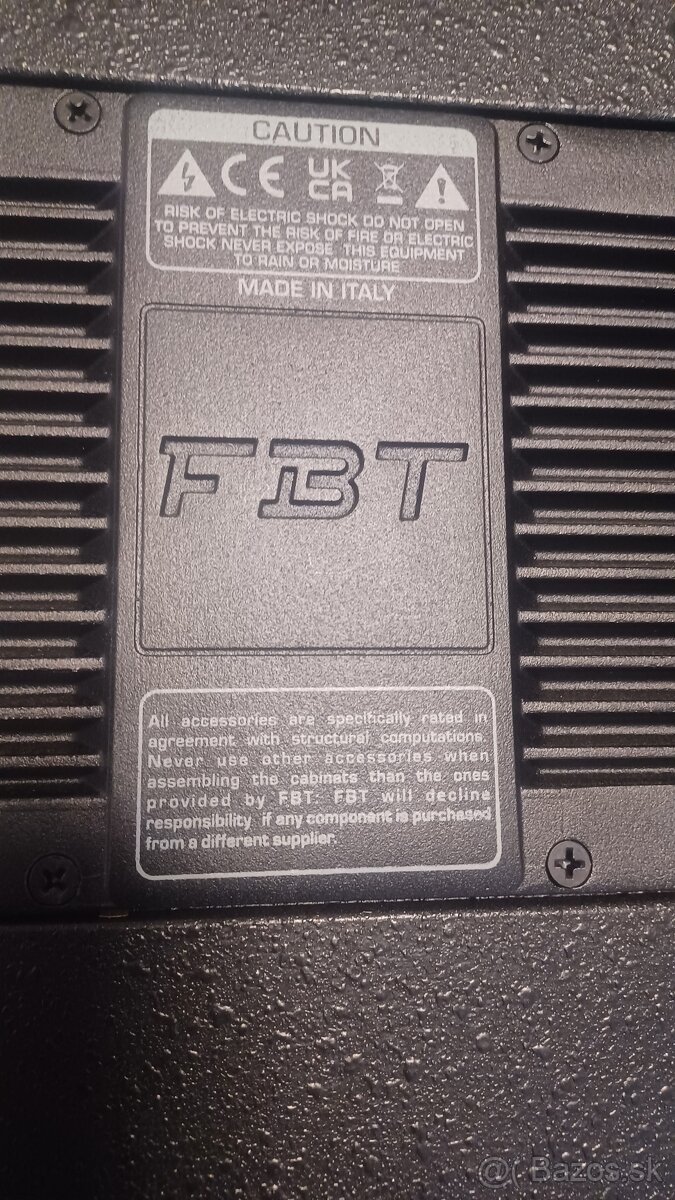 CAUTION
CE UK CA
RISK OF ELECTRIC SHOCK DO NOT OPEN
TO PREVENT THE RISK OF FIRE OR ELECTRIC
SHOCK NEVER EXPOSE THIS EQUIPMENT
TO RAIN OR MOISTURE
MADE IN ITALY
FBT
All accessories are specifically rated in
agreement with structural computations.
Never use other accessories when
assembling the cabinets than the ones
provided by FBT: FBT will decline
responsibility if any component is purchased
from a different supplier.
@( Bazos.sk